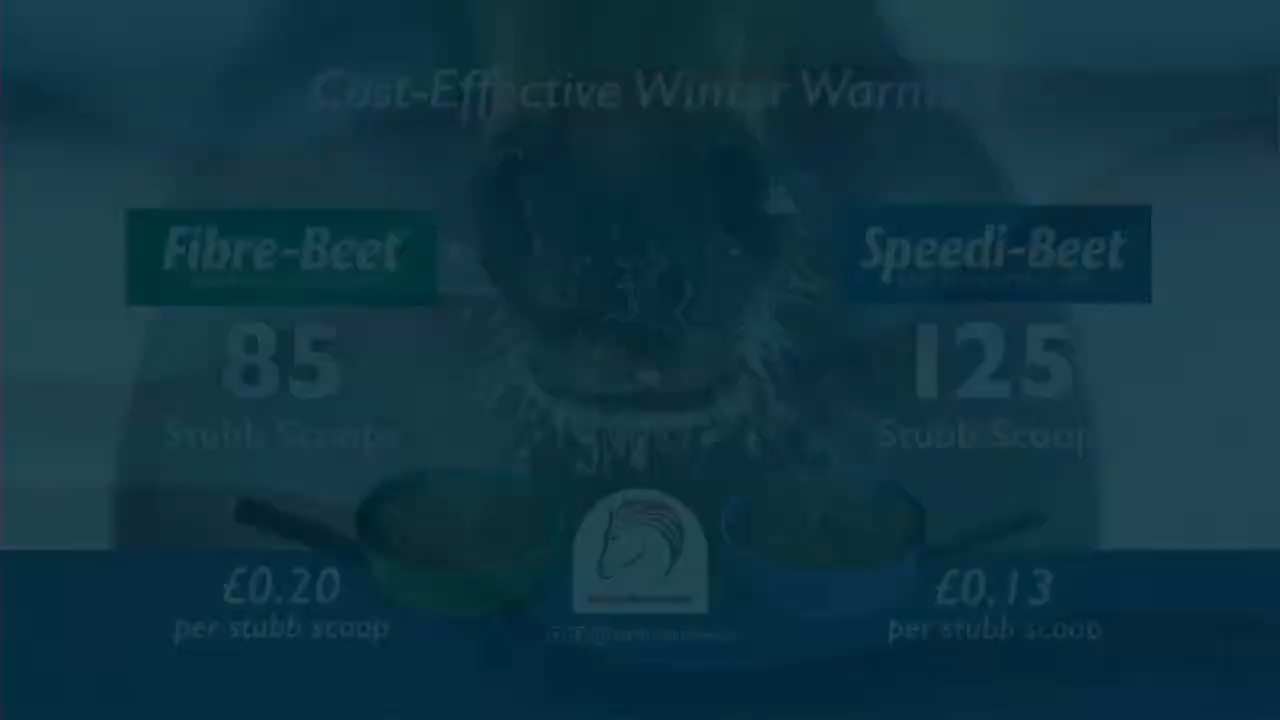 Cost-Effective Winter
Fibre-Beet
Speedi-Beet
85
125
Stubb Scoops
Stubb Scoop
£0.20
£0.13
per stubb scoop
per stubb scoop